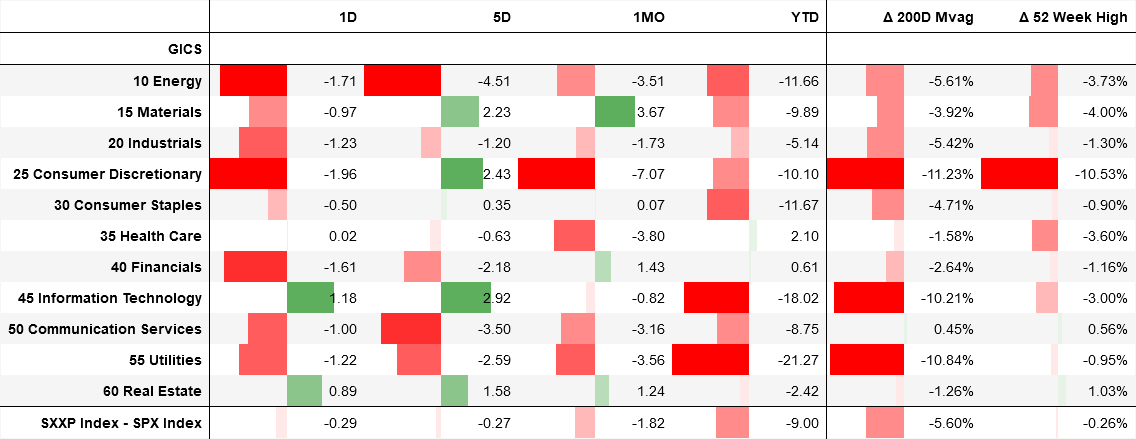 1D 5D 1MO YTD Δ 200D Mvag Δ 52 Week High
GICS
10 Energy -1.71 -4.51 -3.51 -11.66 -5.61% -3.73%
15 Materials -0.97 2.23 3.67 -9.89 -3.92% -4.00%
20 Industrials -1.23 -1.20 -1.73 -5.14 -5.42% -1.30%
25 Consumer Discretionary -1.96 2.43 -7.07 -10.10 -11.23% -10.53%
30 Consumer Staples -0.50 0.35 0.07 -11.67 -4.71% -0.90%
35 Health Care 0.02 -0.63 -3.80 2.10 -1.58% -3.60%
40 Financials -1.61 -2.18 1.43 0.61 -2.64% -1.16%
45 Information Technology 1.18 2.92 -0.82 -18.02 -10.21% -3.00%
50 Communication Services -1.00 -3.50 -3.16 -8.75 0.45% 0.56%
55 Utilities -1.22 -2.59 -3.56 -21.27 -10.84% -0.95%
60 Real Estate 0.89 1.58 1.24 -2.42 -1.26% 1.03%
SXXP Index - SPX Index -0.29 -0.27 -1.82 -9.00 -5.60% -0.26%